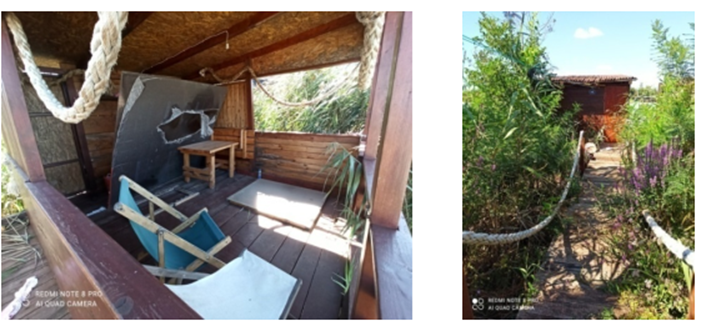 REDMI NOTE 8 PRO
AI QUAD CAMERA
REDMI NOTE 8 PRO
AI QUAD CAMERA